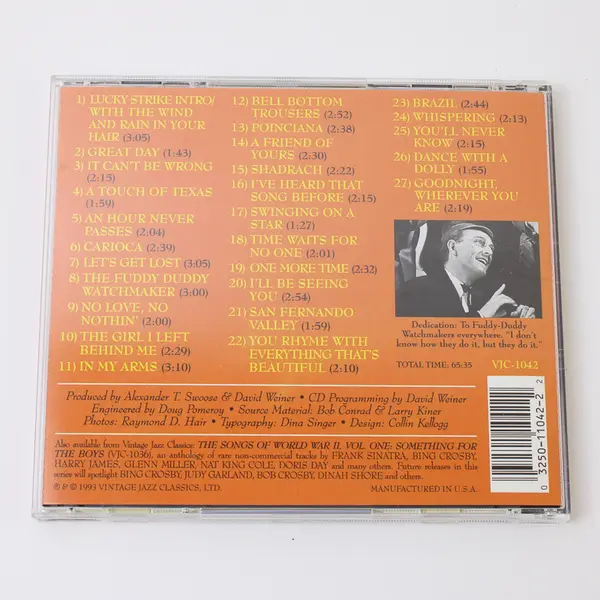 1) LUCKY STRIKE INTRO/
WITH THE WIND
AND RAIN IN YOUR
HAIR (3:05)
2) GREAT DAY (1:43)
3) IT CAN'T BE WRONG
(2:15)
4) A TOUCH OF TEXAS
(1:59)
5) AN HOUR NEVER
PASSES (2:04)
6) CARIOCA (2:39)
7) LET'S GET LOST (3:05)
8) THE FUDDY DUDDY
WATCHMAKER (3:00)
9) NO LOVE, NO
NOTHIN' (2:00)
10) THE GIRL I LEFT
BEHIND ME (2:29)
11) IN MY ARMS (3:10)
12) BELL BOTTOM
TROUSERS (2:52)
13) POINCIANA (2:38)
14) A FRIEND OF
YOURS (2:30)
15) SHADRACH (2:22)
16) I'VE HEARD THAT
SONG BEFORE (2:15)
17) SWINGING ON A
STAR (1:27)
18) TIME WAITS FOR
NO ONE (2:01)
19) ONE MORE TIME (2:32)
20) I'LL BE SEEING
YOU (2:54)
21) SAN FERNANDO
VALLEY (1:59)
22) YOU RHYME WITH
EVERYTHING THAT'S
BEAUTIFUL (2:10)
23) BRAZIL (2:44)
24) WHISPERING (2:13)
25) YOU'LL NEVER
KNOW (2:15)
26) DANCE WITH A
DOLLY (1:55)
27) GOODNIGHT,
WHEREVER YOU
ARE (2:19)
Dedication: To Fuddy-Doddy
Watchmakers everywhere. "I don't
know how they do it, but they do it."
TOTAL TIME: 65:35 VJC-1042
Produced by Alexander T. Swoose & David Weiner • CD Programming by David Weiner
Engineered by Doug Pomeroy • Source Material: Bob Conrad & Larry Kiner
Photos: Raymond D. Hair • Typography: Dina Singer • Design: Collin Kellogg
Also available from Vintage Jazz Classics: THE SONGS OF WORLD WAR II, VOL. ONE: SOMETHING FOR
THE BOYS (VJC-1036), an anthology of rare non-commercial tracks by FRANK SINATRA, BING CROSBY,
HARRY JAMES, GLENN MILLER, NAT KING COLE, DORIS DAY and many others. Future releases in this
series will spotlight BING CROSBY, JUDY GARLAND, BOB CROSBY, DINAH SHORE and others.
℗ & © 1993 VINTAGE JAZZ CLASSICS, LTD. MANUFACTURED IN U.S.A.
0 3250-11042-2 2